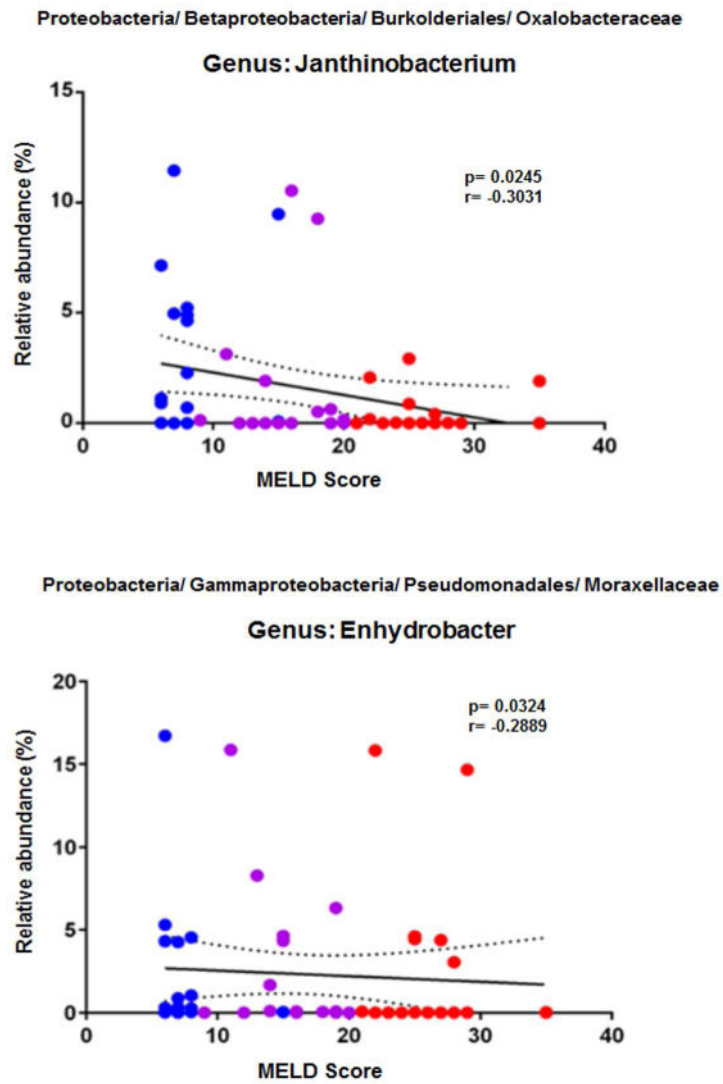 Proteobacteria/ Betaproteobacteria/ Burkolderiales/ Oxalobacteraceae
Genus: Janthinobacterium
15
10
5
0
Relative abundance (%)
p= 0.0245
r= -0.3031
0 10 20 30 40
MELD Score
Proteobacteria/ Gammaproteobacteria/ Pseudomonadales/ Moraxellaceae
Genus: Enhydrobacter
20
15
10
5
0
Relative abundance (%)
p= 0.0324
r= -0.2889
0 10 20 30 40
MELD Score